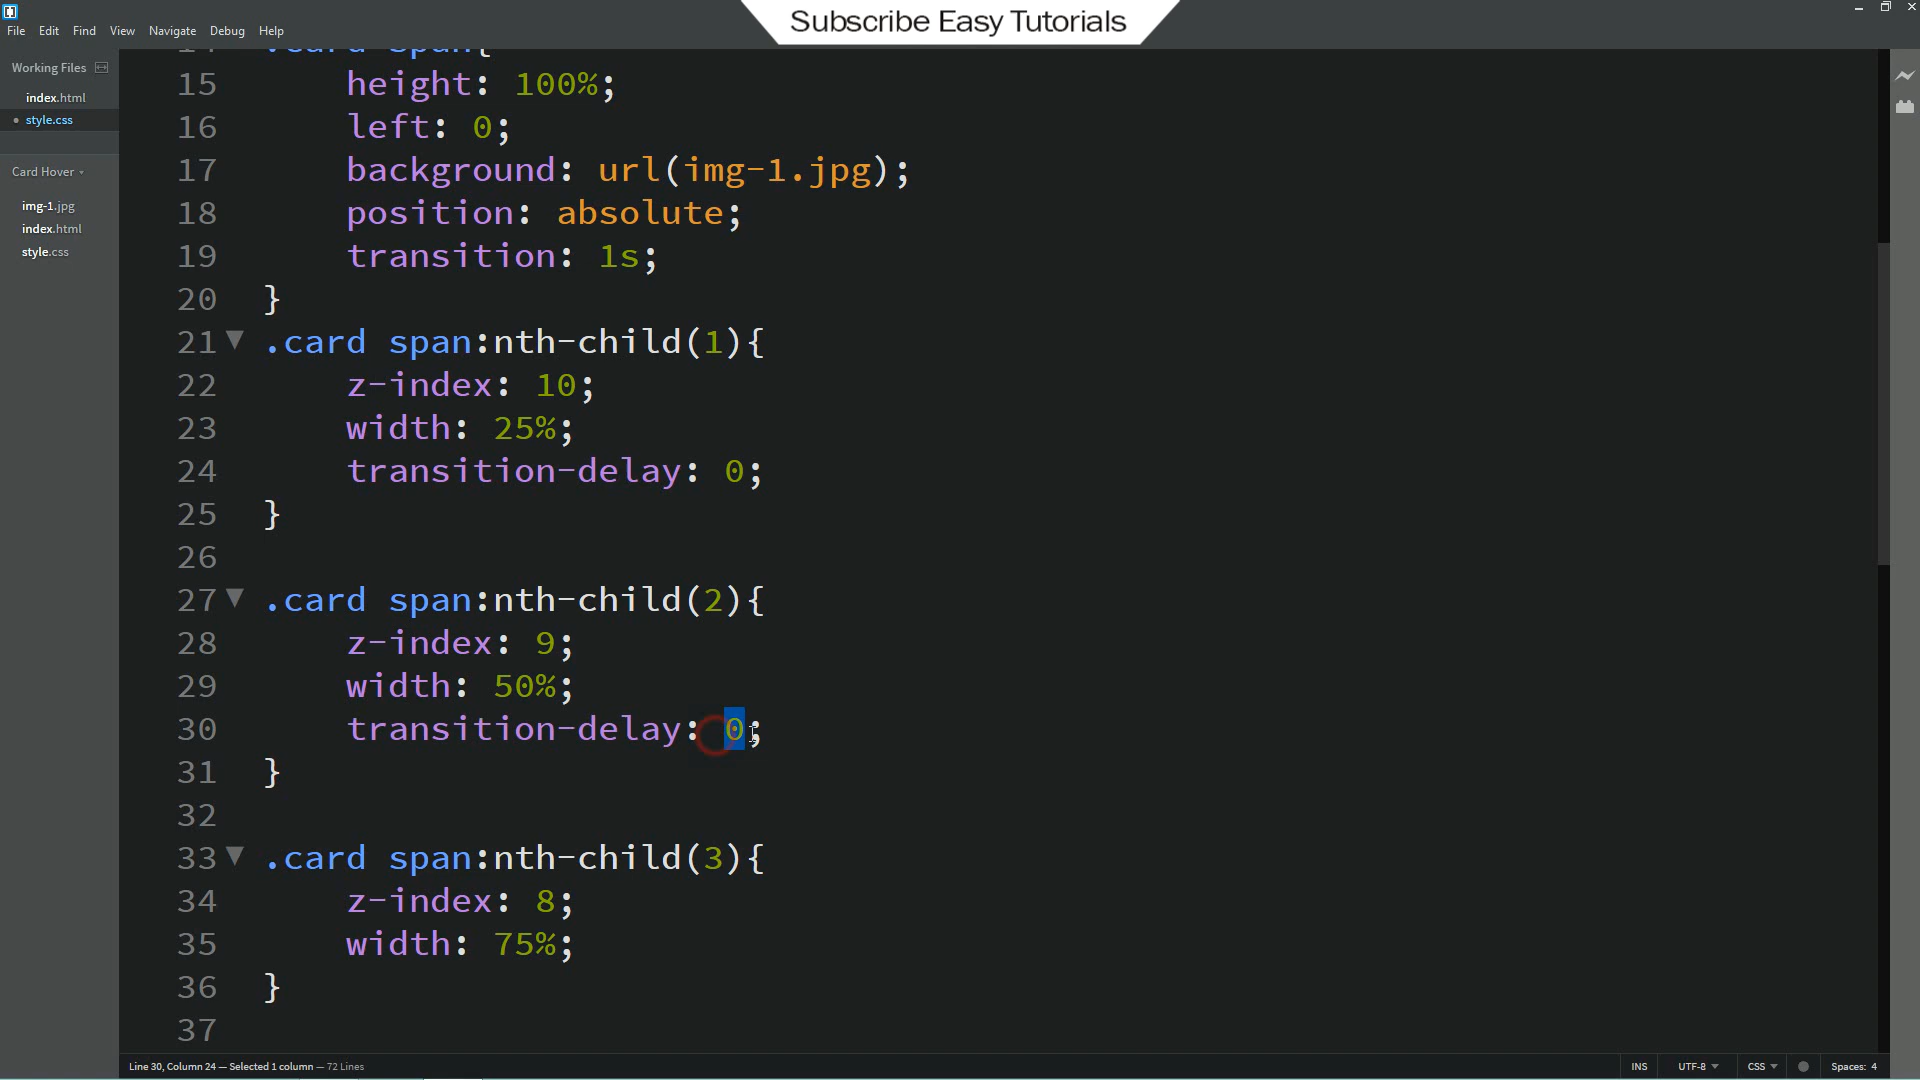 Subscribe Easy Tutorials
File Edit Find View Navigate Debug Help
Working Files
index.html
style.css
Card Hover
img-1.jpg
index.html
style.css
14 .card span{
15 height: 100%;
16 left: 0;
17 background: url(img-1.jpg);
18 position: absolute;
19 transition: 1s;
20 }
21 .card span:nth-child(1){
22 z-index: 10;
23 width: 25%;
24 transition-delay: 0;
25 }
26
27 .card span:nth-child(2){
28 z-index: 9;
29 width: 50%;
30 transition-delay: 0;
31 }
32
33 .card span:nth-child(3){
34 z-index: 8;
35 width: 75%;
36 }
37
Line 30, Column 24 — Selected 1 column — 72 Lines INS UTF-8 CSS Spaces: 4